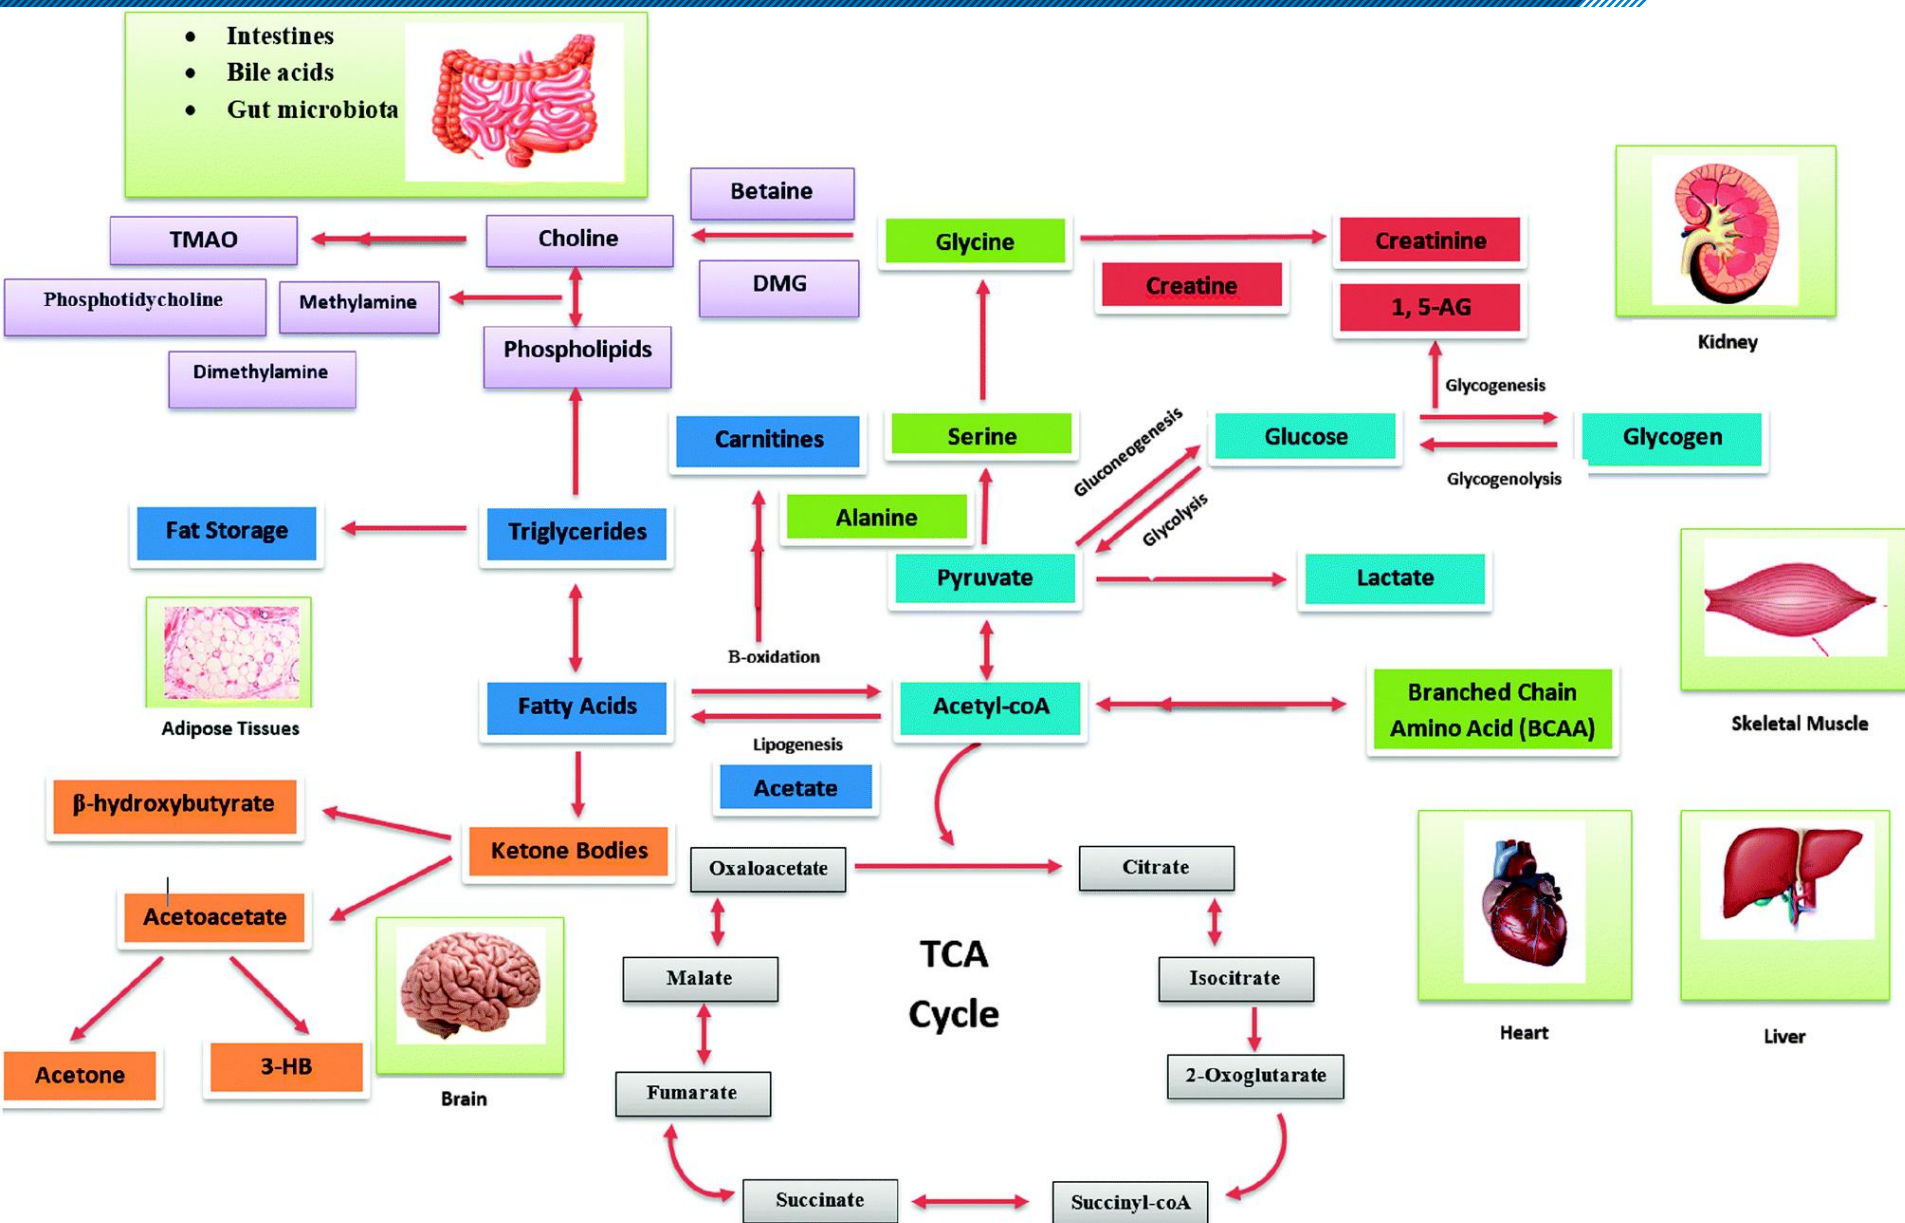 Intestines
Bile acids
Gut microbiota
Betaine
TMAO
Choline
Glycine
Creatinine
Phosphotidycholine
Methylamine
DMG
Creatine
1, 5-AG
Kidney
Phospholipids
Dimethylamine
Glycogenesis
Carnitines
Serine
Gluconeogenesis
Glucose
Glycogen
Glycogenolysis
Fat Storage
Triglycerides
Alanine
Glycolysis
Pyruvate
Lactate
B-oxidation
Adipose Tissues
Fatty Acids
Acetyl-coA
Branched Chain
Amino Acid (BCAA)
Skeletal Muscle
Lipogenesis
Acetate
β-hydroxybutyrate
Ketone Bodies
Oxaloacetate
Citrate
Acetoacetate
TCA
Cycle
Malate
Isocitrate
Heart
Liver
Acetone
3-HB
Brain
Fumarate
2-Oxoglutarate
Succinate
Succinyl-coA